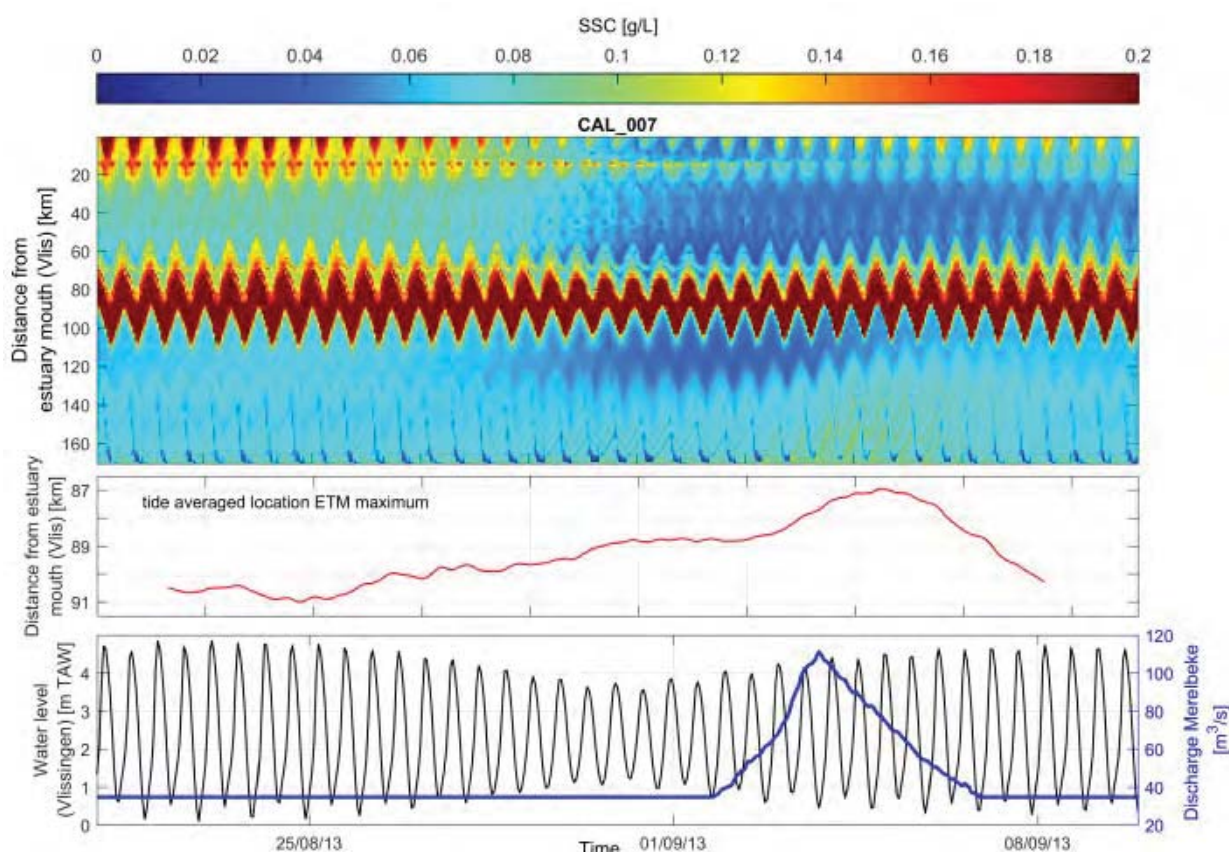 SSC [g/L]
0 0.02 0.04 0.06 0.08 0.1 0.12 0.14 0.16 0.18 0.2
CAL_007
Distance from
estuary mouth (Vlis) [km]
20
40
60
80
100
120
140
160
tide averaged location ETM maximum
Distance from estuary
mouth (Vlis) [km]
87
89
91
Water level
(Vlissingen) [m TAW]
4
3
2
1
0
120
100
80
60
40
20
Discharge Merelbeke
[m³/s]
25/08/13 01/09/13 08/09/13
Time